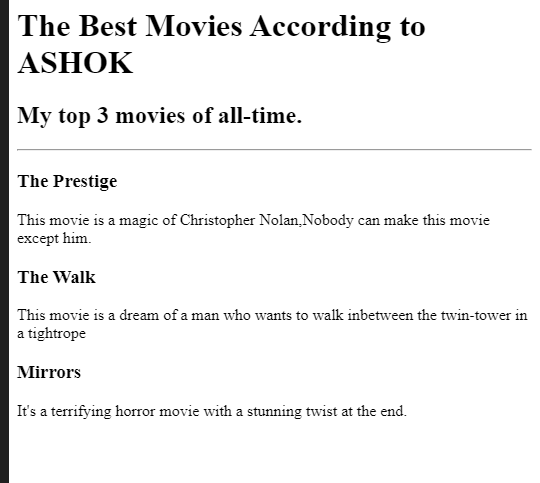 The Best Movies According to
ASHOK
My top 3 movies of all-time.
The Prestige
This movie is a magic of Christopher Nolan,Nobody can make this movie
except him.
The Walk
This movie is a dream of a man who wants to walk inbetween the twin-tower in
a tightrope
Mirrors
It's a terrifying horror movie with a stunning twist at the end.